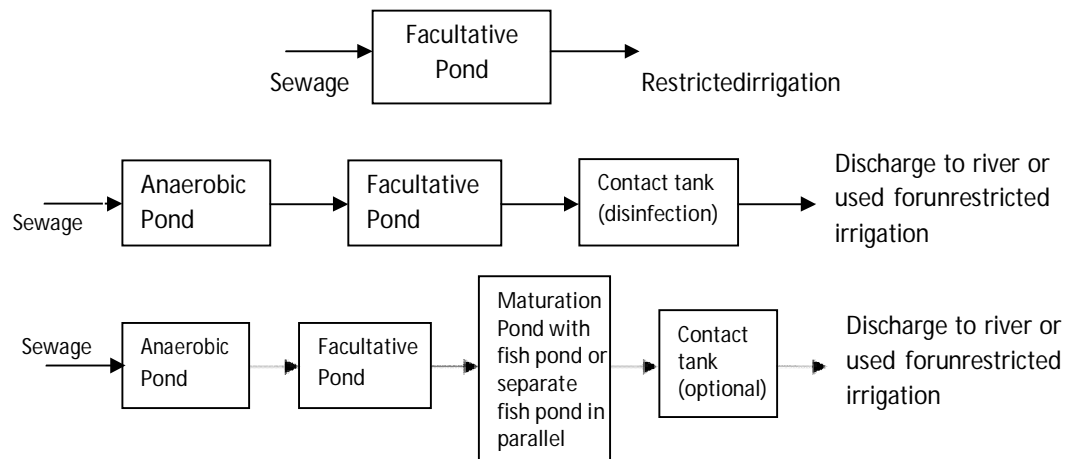 Facultative
Pond
Sewage
Restrictedirrigation
Sewage
Anaerobic
Pond
Facultative
Pond
Contact tank
(disinfection)
Discharge to river or
used forunrestricted
irrigation
Sewage
Anaerobic
Pond
Facultative
Pond
Maturation
Pond with
fish pond or
separate
fish pond in
parallel
Contact
tank
(optional)
Discharge to river or
used forunrestricted
irrigation